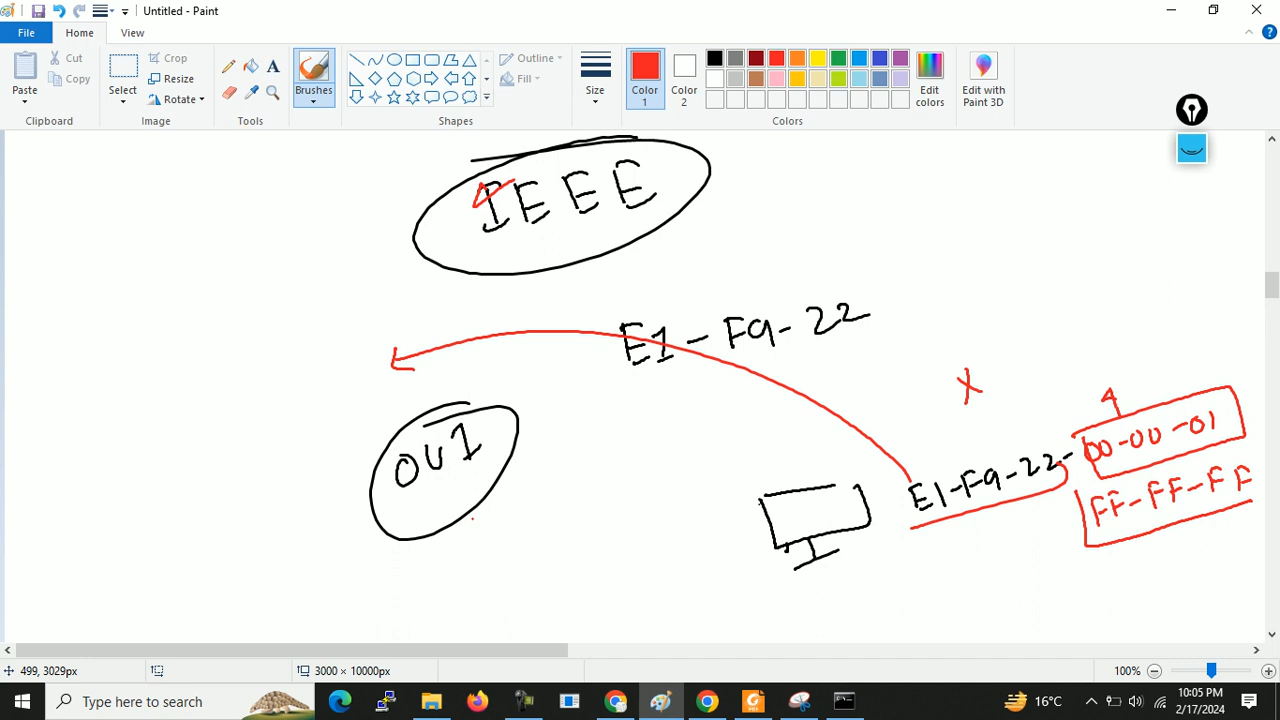 Untitled - Paint
File
Home
View
Paste
Cut
Copy
Clipboard
Select
Crop
Resize
Rotate
Image
Tools
Brushes
Outline
Fill
Shapes
Size
Color 1
Color 2
Edit colors
Edit with Paint 3D
Colors
IEEE
E1-F9-22
OUI
E1-F9-22-00-00-01
FF-FF-FF
499, 3029px
3000 × 10000px
100%
Type here to search
16°C
10:05 PM
2/17/2024